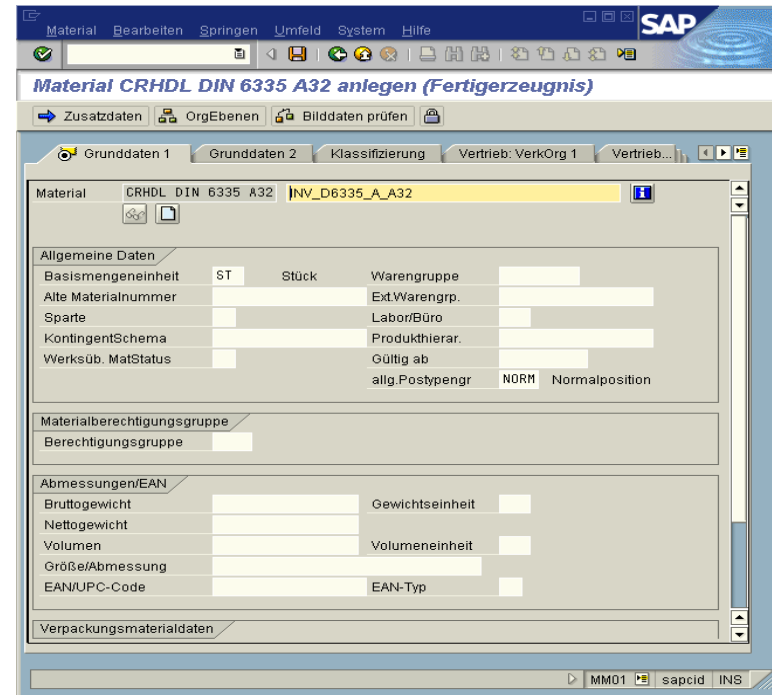 Material Bearbeiten Springen Umfeld System Hilfe
SAP
Material CRHDL DIN 6335 A32 anlegen (Fertigerzeugnis)
Zusatzdaten OrgEbenen Bilddaten prüfen
Grunddaten 1 Grunddaten 2 Klassifizierung Vertrieb: VerkOrg 1 Vertrieb...
Material CRHDL DIN 6335 A32 INV_D6335_A_A32
Allgemeine Daten
Basismengeneinheit ST Stück Warengruppe
Alte Materialnummer Ext.Warengrp.
Sparte Labor/Büro
KontingentSchema Produkthierar.
Werksüb. MatStatus Gültig ab
allg.Postypengr NORM Normalposition
Materialberechtigungsgruppe
Berechtigungsgruppe
Abmessungen/EAN
Bruttogewicht Gewichtseinheit
Nettogewicht
Volumen Volumeneinheit
Größe/Abmessung
EAN/UPC-Code EAN-Typ
Verpackungsmaterialdaten
MM01 sapcid INS